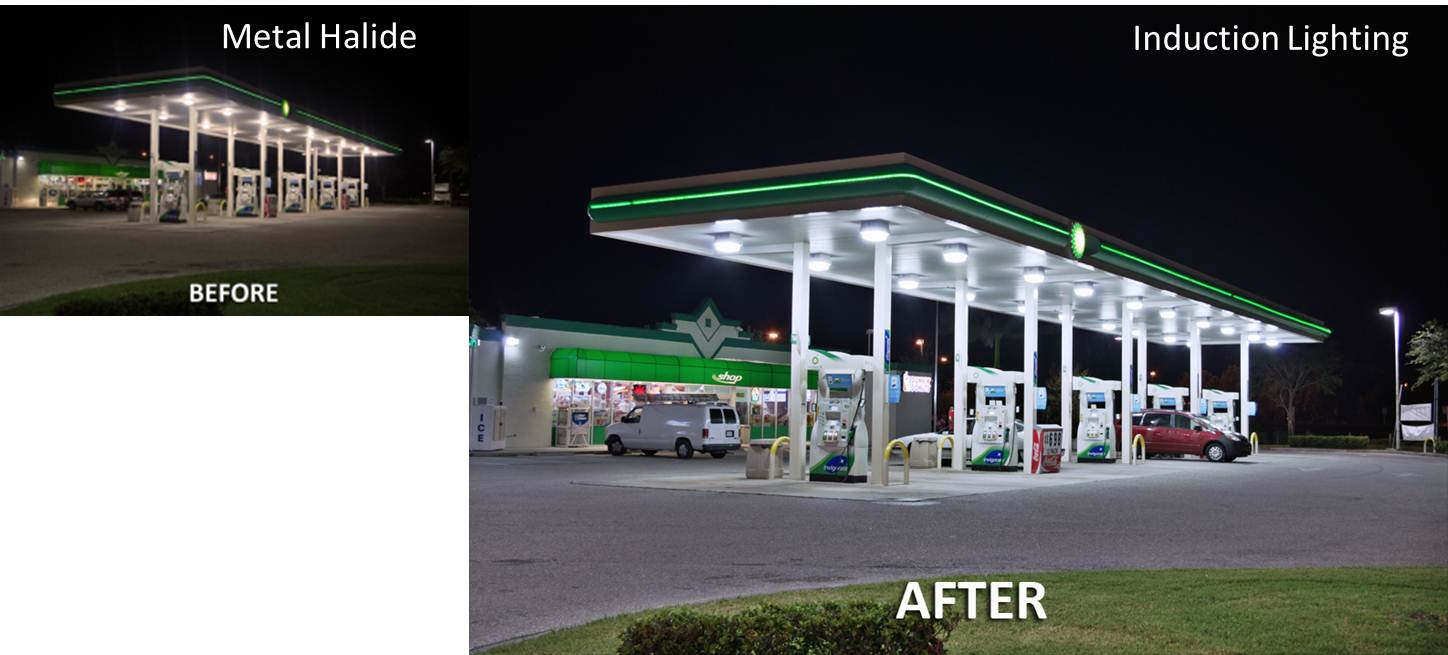 Metal Halide
BEFORE
Induction Lighting
shop
ICE
AFTER